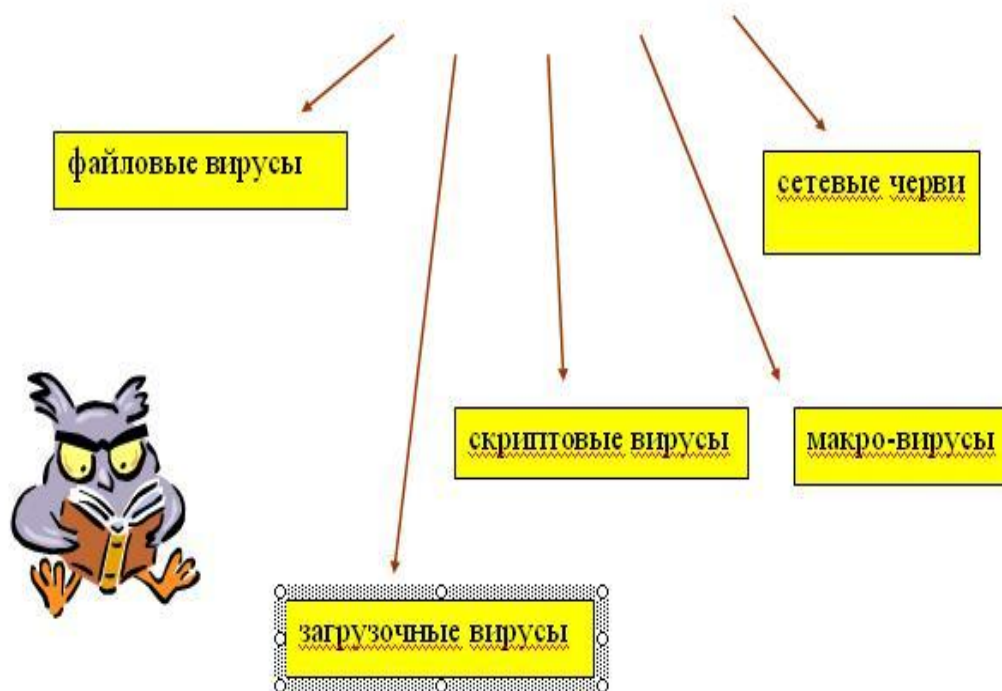 файловые вирусы
сетевые черви
скриптовые вирусы
макро-вирусы
загрузочные вирусы